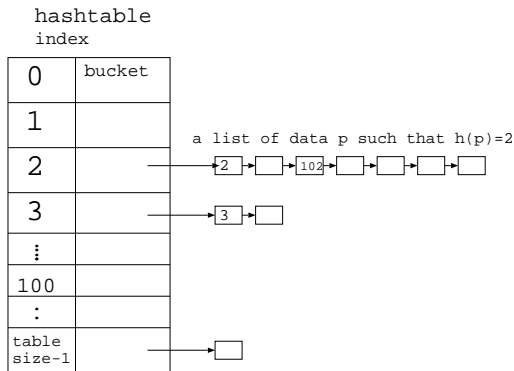 hashtable
index
0 bucket
1
a list of data p such that h(p)=2
2 2 102
3 3
⁞
100
:
table
size-1